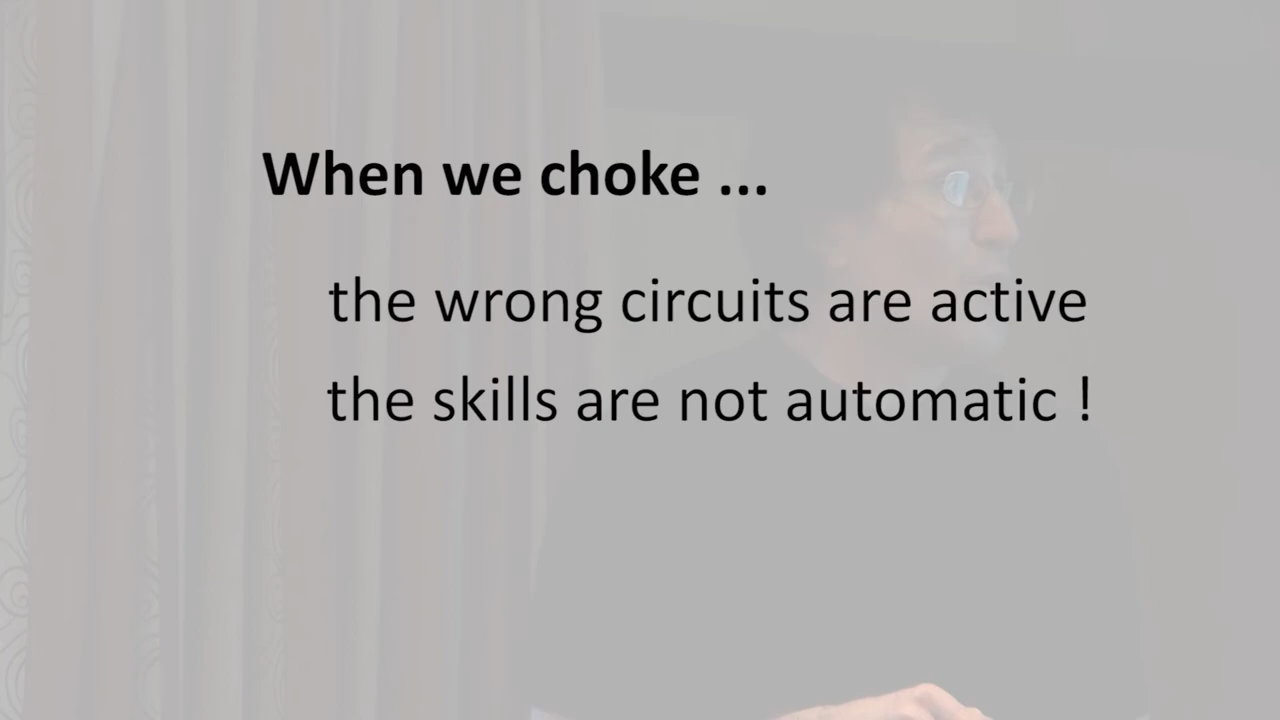 When we choke ...
the wrong circuits are active
the skills are not automatic !